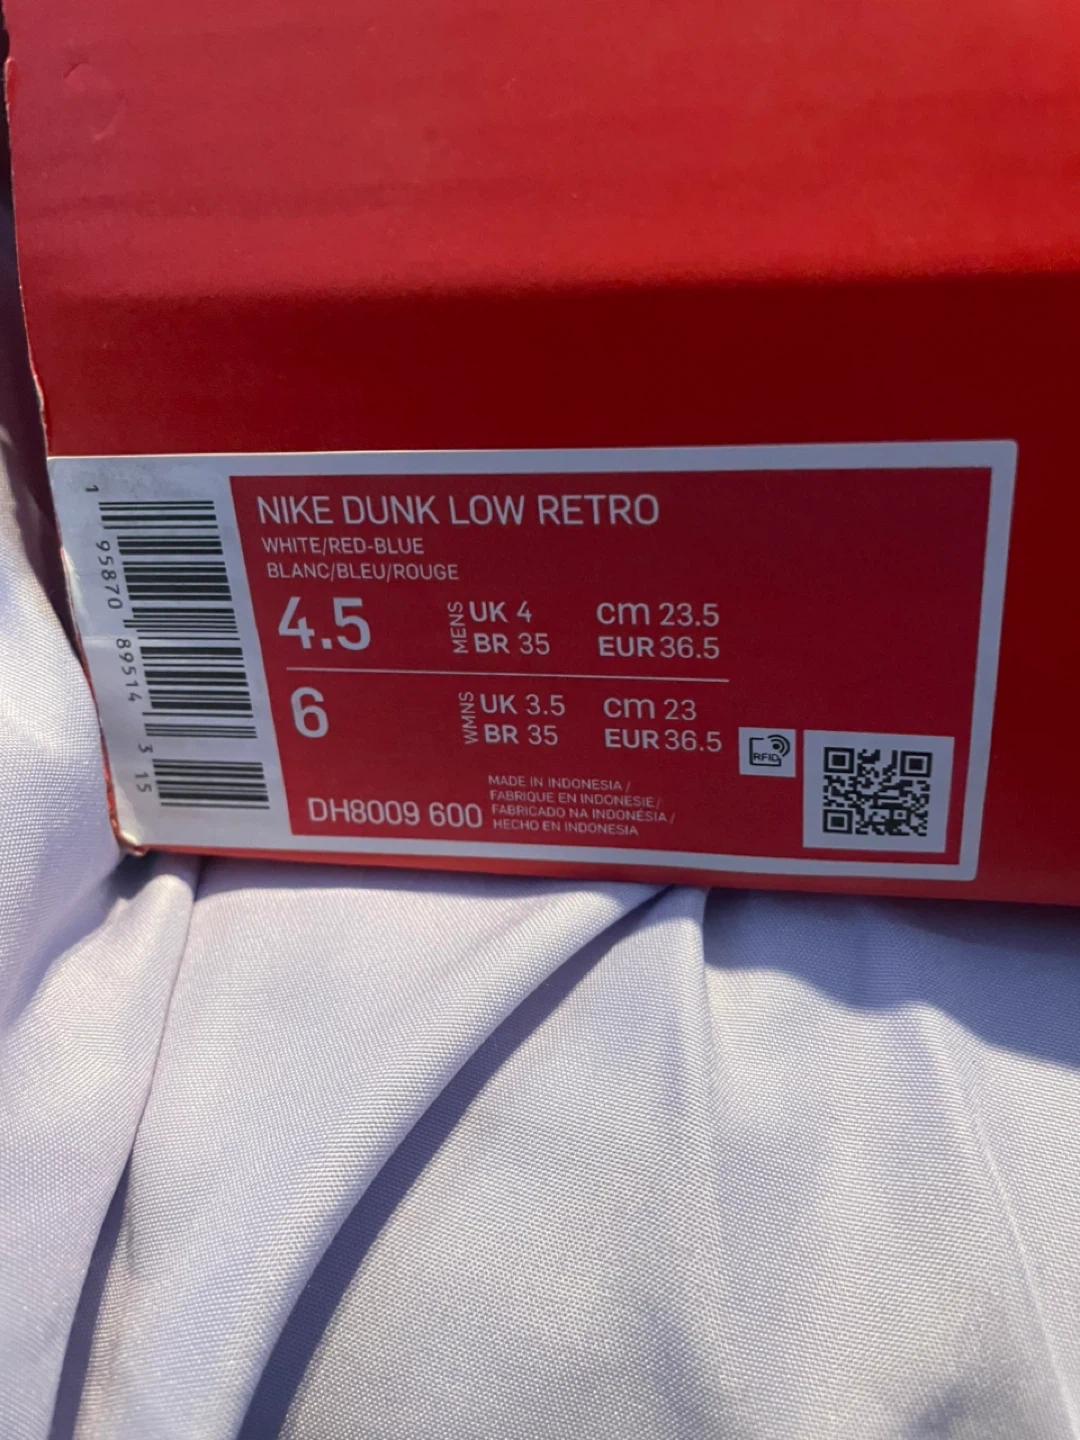 NIKE DUNK LOW RETRO
WHITE/RED-BLUE
BLANC/BLEU/ROUGE
4.5 MENS UK 4 cm 23.5
BR 35 EUR 36.5
6 WMNS UK 3.5 cm 23
BR 35 EUR 36.5
RFID
DH8009 600
MADE IN INDONESIA /
FABRIQUE EN INDONESIE/
FABRICADO NA INDONÉSIA /
HECHO EN INDONESIA
1 95870 89514 3 15